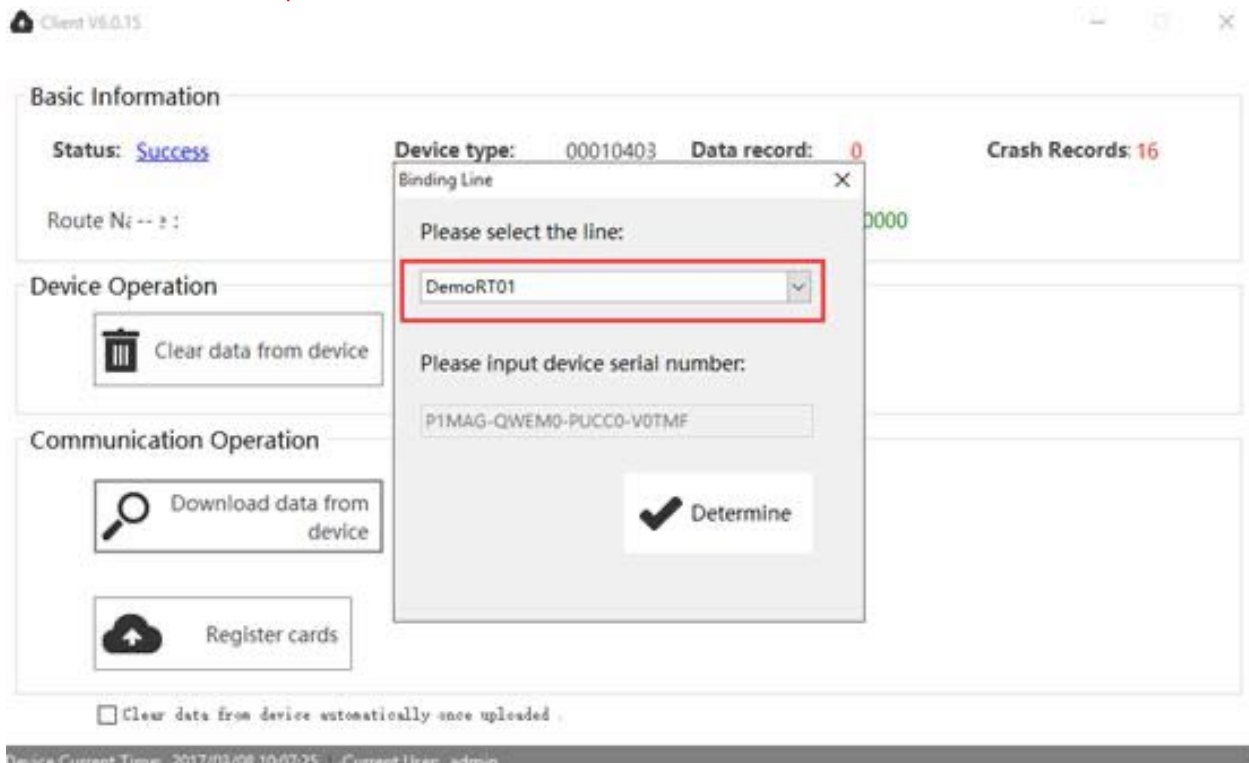 Client V6.0.15
Basic Information
Status: Success
Device type: 00010403
Data record: 0
Crash Records: 16
Binding Line
Route
0000
Please select the line:
DemoRT01
Device Operation
Clear data from device
Please input device serial number:
P1MAG-QWEM0-PUCC0-V0TMF
Communication Operation
Download data from
device
Determine
Register cards
Clear data from device automatically once uploaded .
Device Current Time: 2017/03/08 10:07:25 Current User: admin